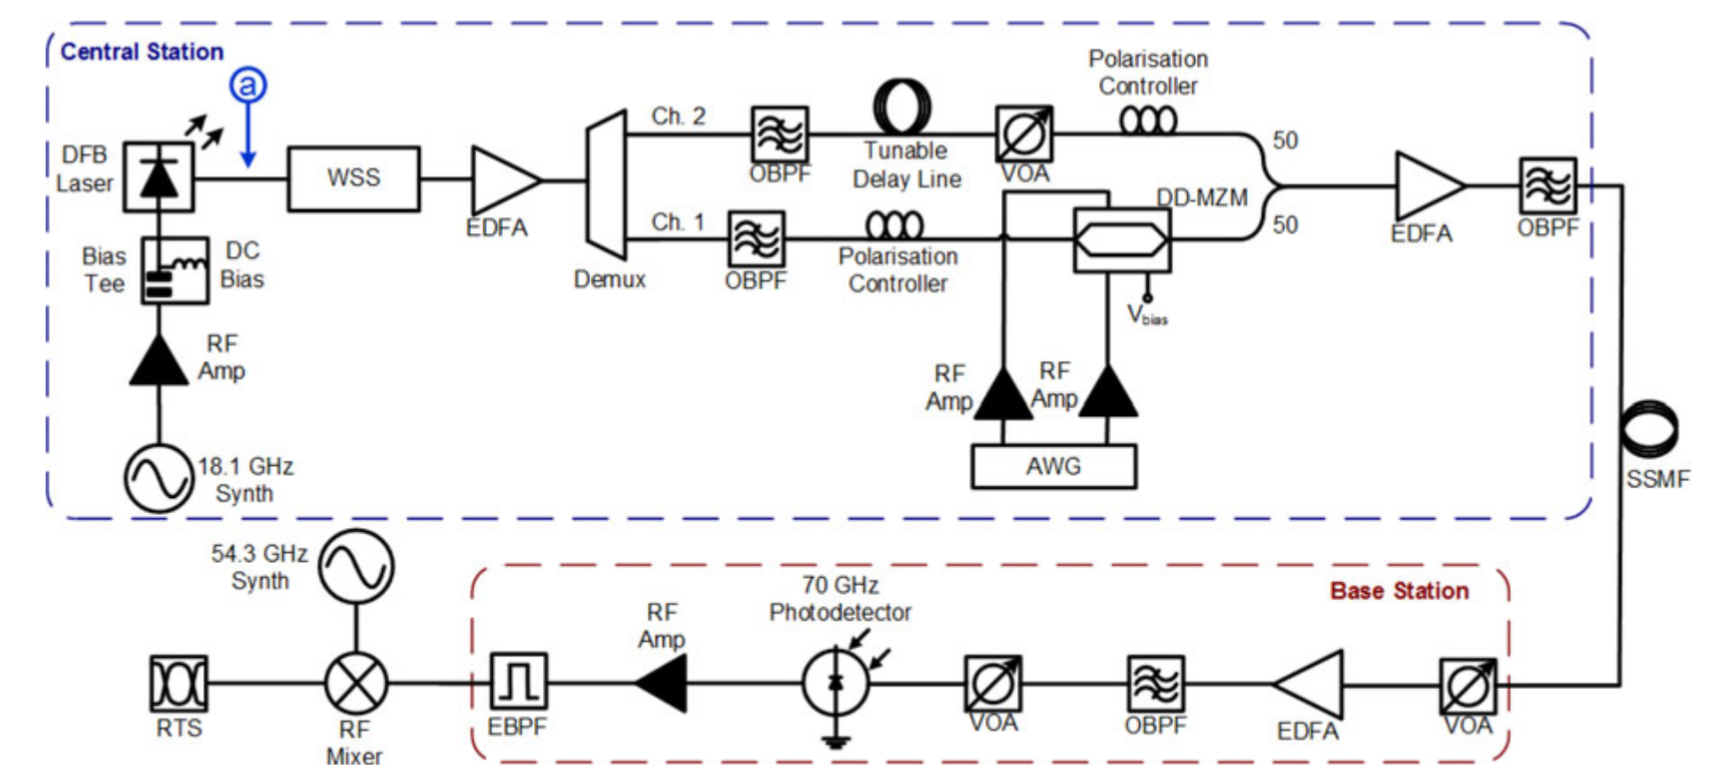 Central Station
a
DFB
Laser
WSS
EDFA
Demux
Ch. 2
OBPF
Tunable
Delay Line
VOA
Polarisation
Controller
50
Ch. 1
OBPF
Polarisation
Controller
DD-MZM
50
Vbias
EDFA
OBPF
Bias
Tee
DC
Bias
RF
Amp
18.1 GHz
Synth
RF
Amp
RF
Amp
AWG
SSMF
54.3 GHz
Synth
RTS
RF
Mixer
EBPF
RF
Amp
70 GHz
Photodetector
VOA
OBPF
EDFA
VOA
Base Station